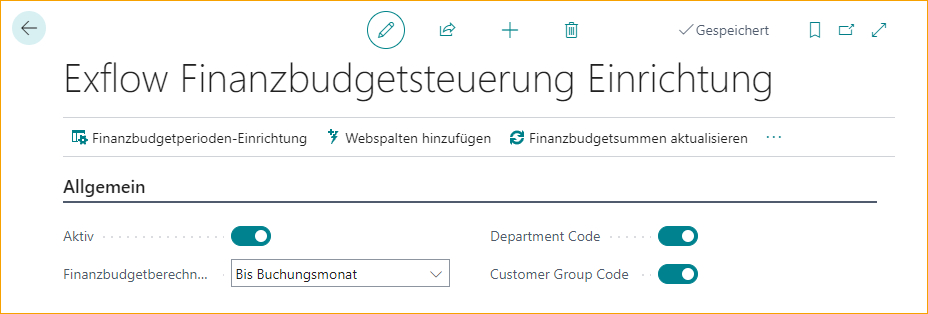 Gespeichert
Exflow Finanzbudgetsteuerung Einrichtung
Finanzbudgetperioden-Einrichtung Webspalten hinzufügen Finanzbudgetsummen aktualisieren ...
Allgemein
Aktiv Department Code
Finanzbudgetberechn... Bis Buchungsmonat Customer Group Code